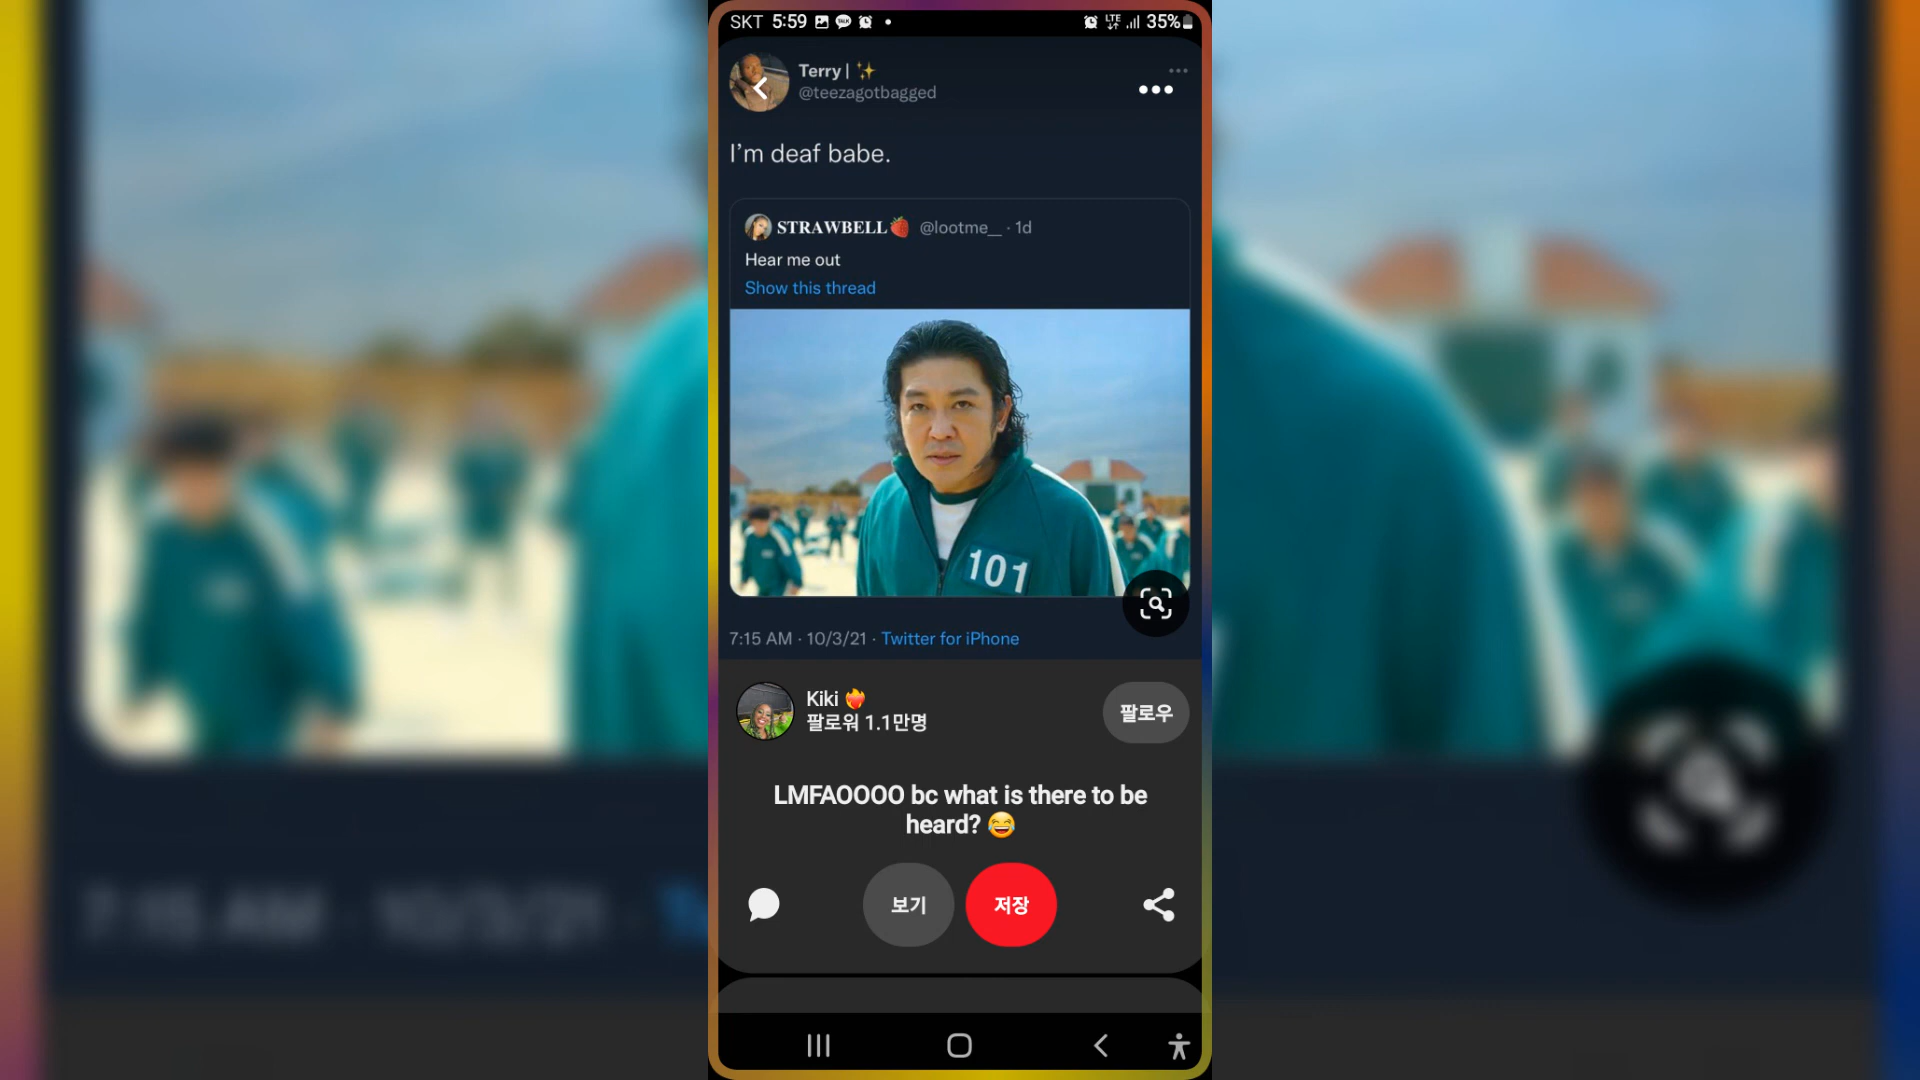 SKT 5:59
LTE 35%
Terry | ✨
@teezagotbagged
I'm deaf babe.
STRAWBELL🍓 @lootme__ · 1d
Hear me out
Show this thread
101
7:15 AM · 10/3/21 · Twitter for iPhone
Kiki ❤️‍🔥
팔로워 1.1만명
팔로우
LMFAOOOO bc what is there to be
heard? 😂
보기
저장